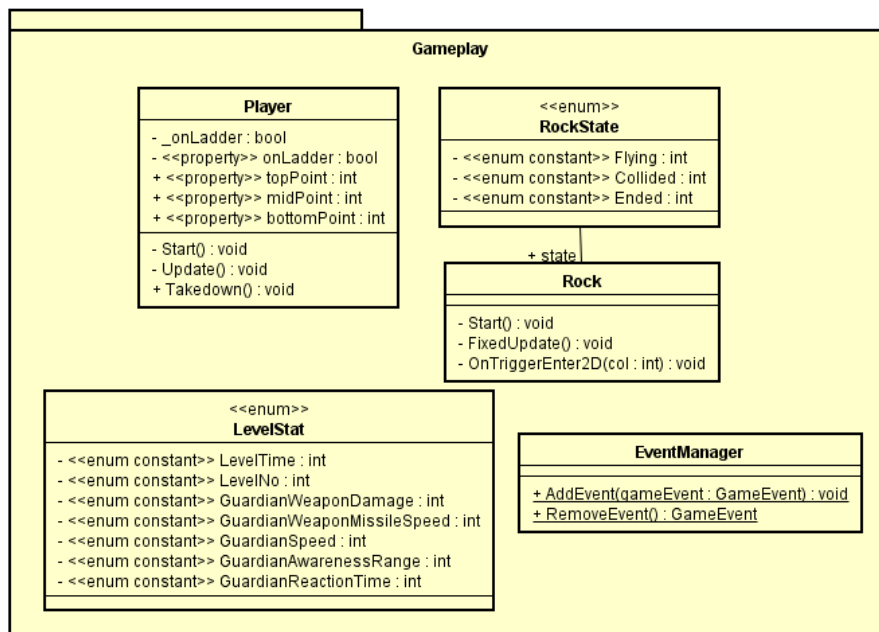 Gameplay
Player
- _onLadder : bool
- <<property>> onLadder : bool
+ <<property>> topPoint : int
+ <<property>> midPoint : int
+ <<property>> bottomPoint : int
- Start() : void
- Update() : void
+ Takedown() : void
<<enum>>
RockState
- <<enum constant>> Flying : int
- <<enum constant>> Collided : int
- <<enum constant>> Ended : int
+ state
Rock
- Start() : void
- FixedUpdate() : void
- OnTriggerEnter2D(col : int) : void
<<enum>>
LevelStat
- <<enum constant>> LevelTime : int
- <<enum constant>> LevelNo : int
- <<enum constant>> GuardianWeaponDamage : int
- <<enum constant>> GuardianWeaponMissileSpeed : int
- <<enum constant>> GuardianSpeed : int
- <<enum constant>> GuardianAwarenessRange : int
- <<enum constant>> GuardianReactionTime : int
EventManager
+ AddEvent(gameEvent : GameEvent) : void
+ RemoveEvent() : GameEvent